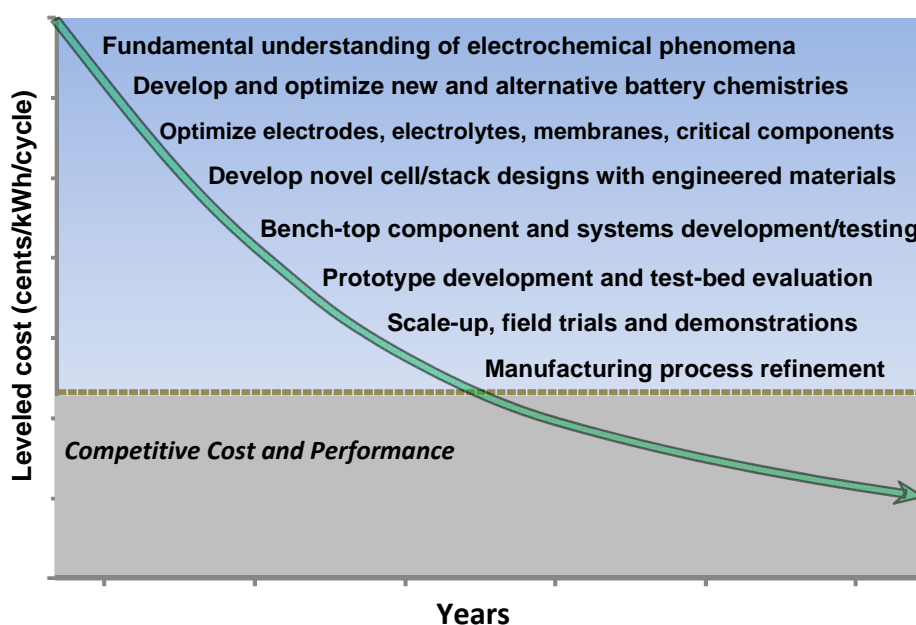 Fundamental understanding of electrochemical phenomena
Develop and optimize new and alternative battery chemistries
Optimize electrodes, electrolytes, membranes, critical components
Develop novel cell/stack designs with engineered materials
Bench-top component and systems development/testing
Prototype development and test-bed evaluation
Scale-up, field trials and demonstrations
Manufacturing process refinement
Competitive Cost and Performance
Leveled cost (cents/kWh/cycle)
Years